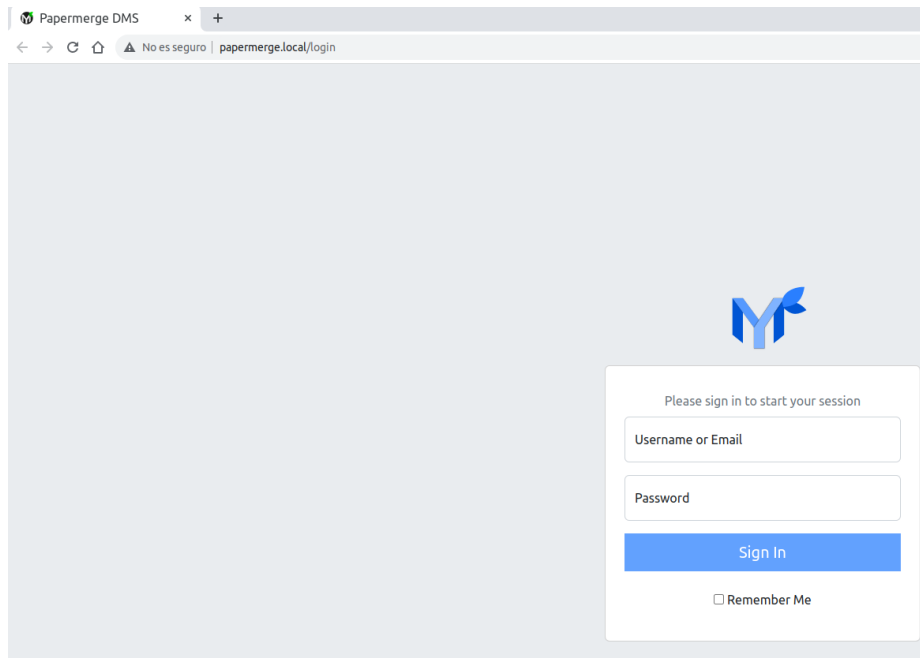 Papermerge DMS
No es seguro | papermerge.local/login
Please sign in to start your session
Username or Email
Password
Sign In
Remember Me